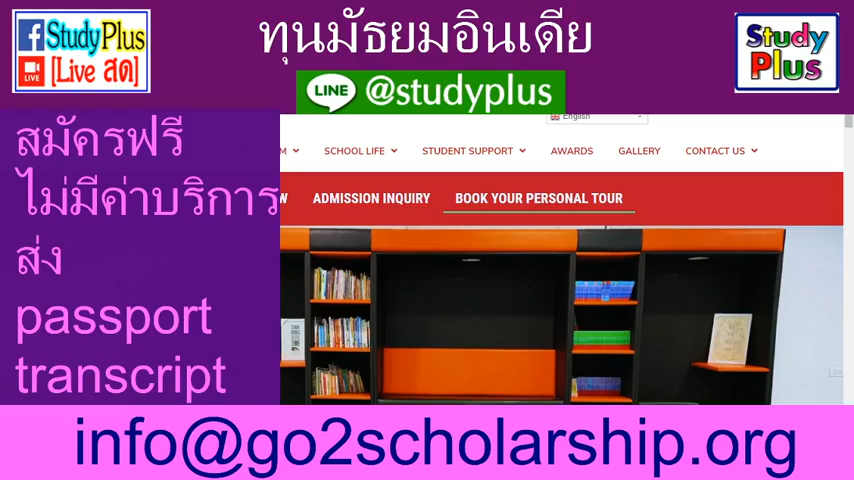 StudyPlus
LIVE [Live สด]
ทุนมัธยมอินเดีย
LINE @studyplus
Study
Plus
สมัครฟรี
ไม่มีค่าบริการ
ส่ง
passport
transcript
English
M SCHOOL LIFE STUDENT SUPPORT AWARDS GALLERY CONTACT US
W ADMISSION INQUIRY BOOK YOUR PERSONAL TOUR
info@go2scholarship.org